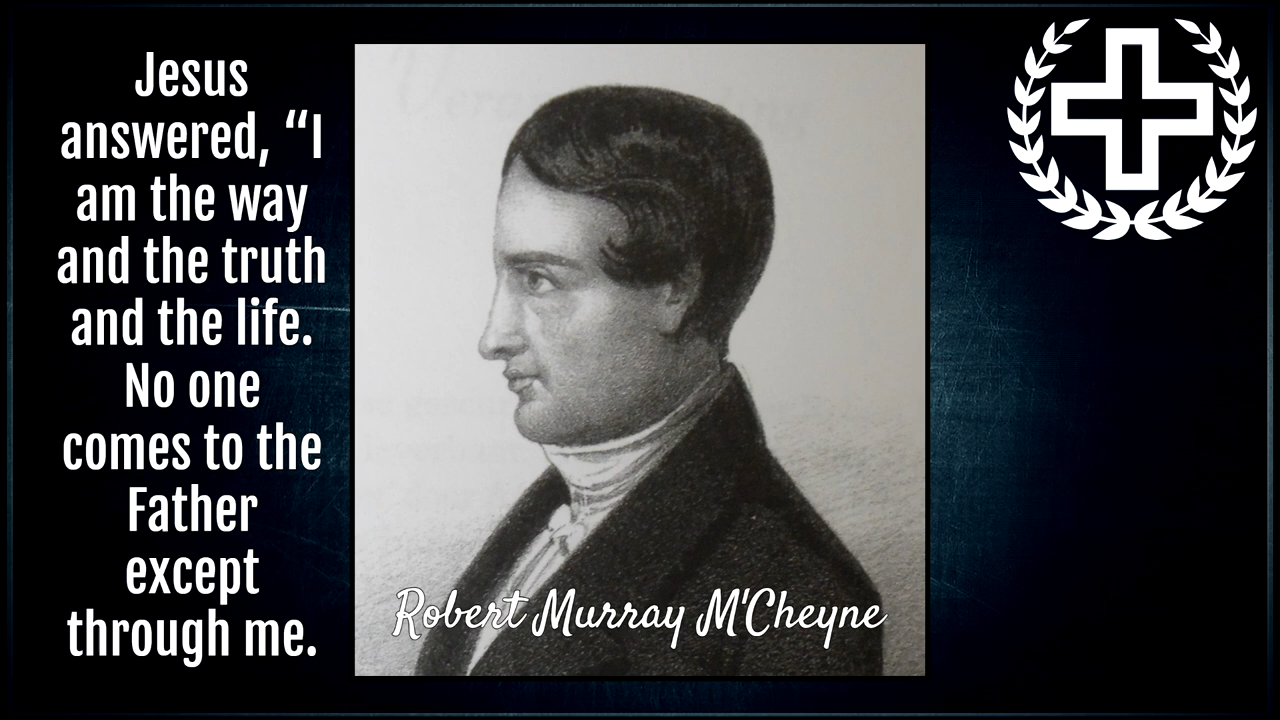 Jesus
answered, “I
am the way
and the truth
and the life.
No one
comes to the
Father
except
through me.
Robert Murray M'Cheyne